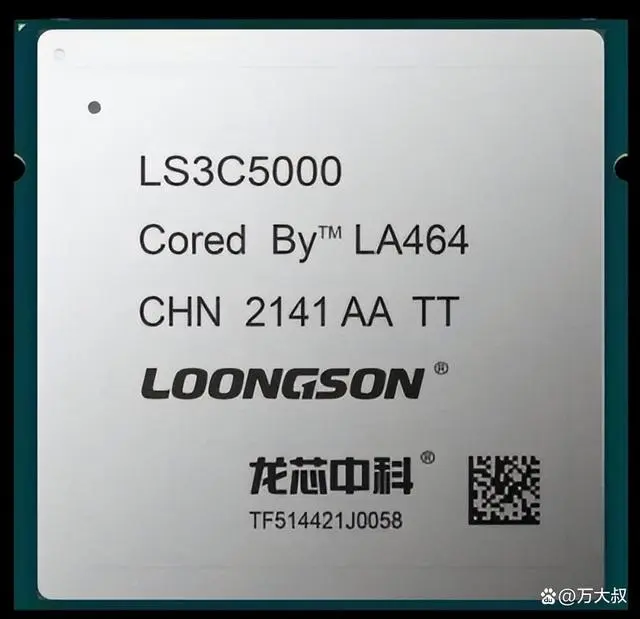 LS3C5000
Cored By™ LA464
CHN 2141 AA TT
LOONGSON®
龙芯中科®
TF514421J0058
@万大叔